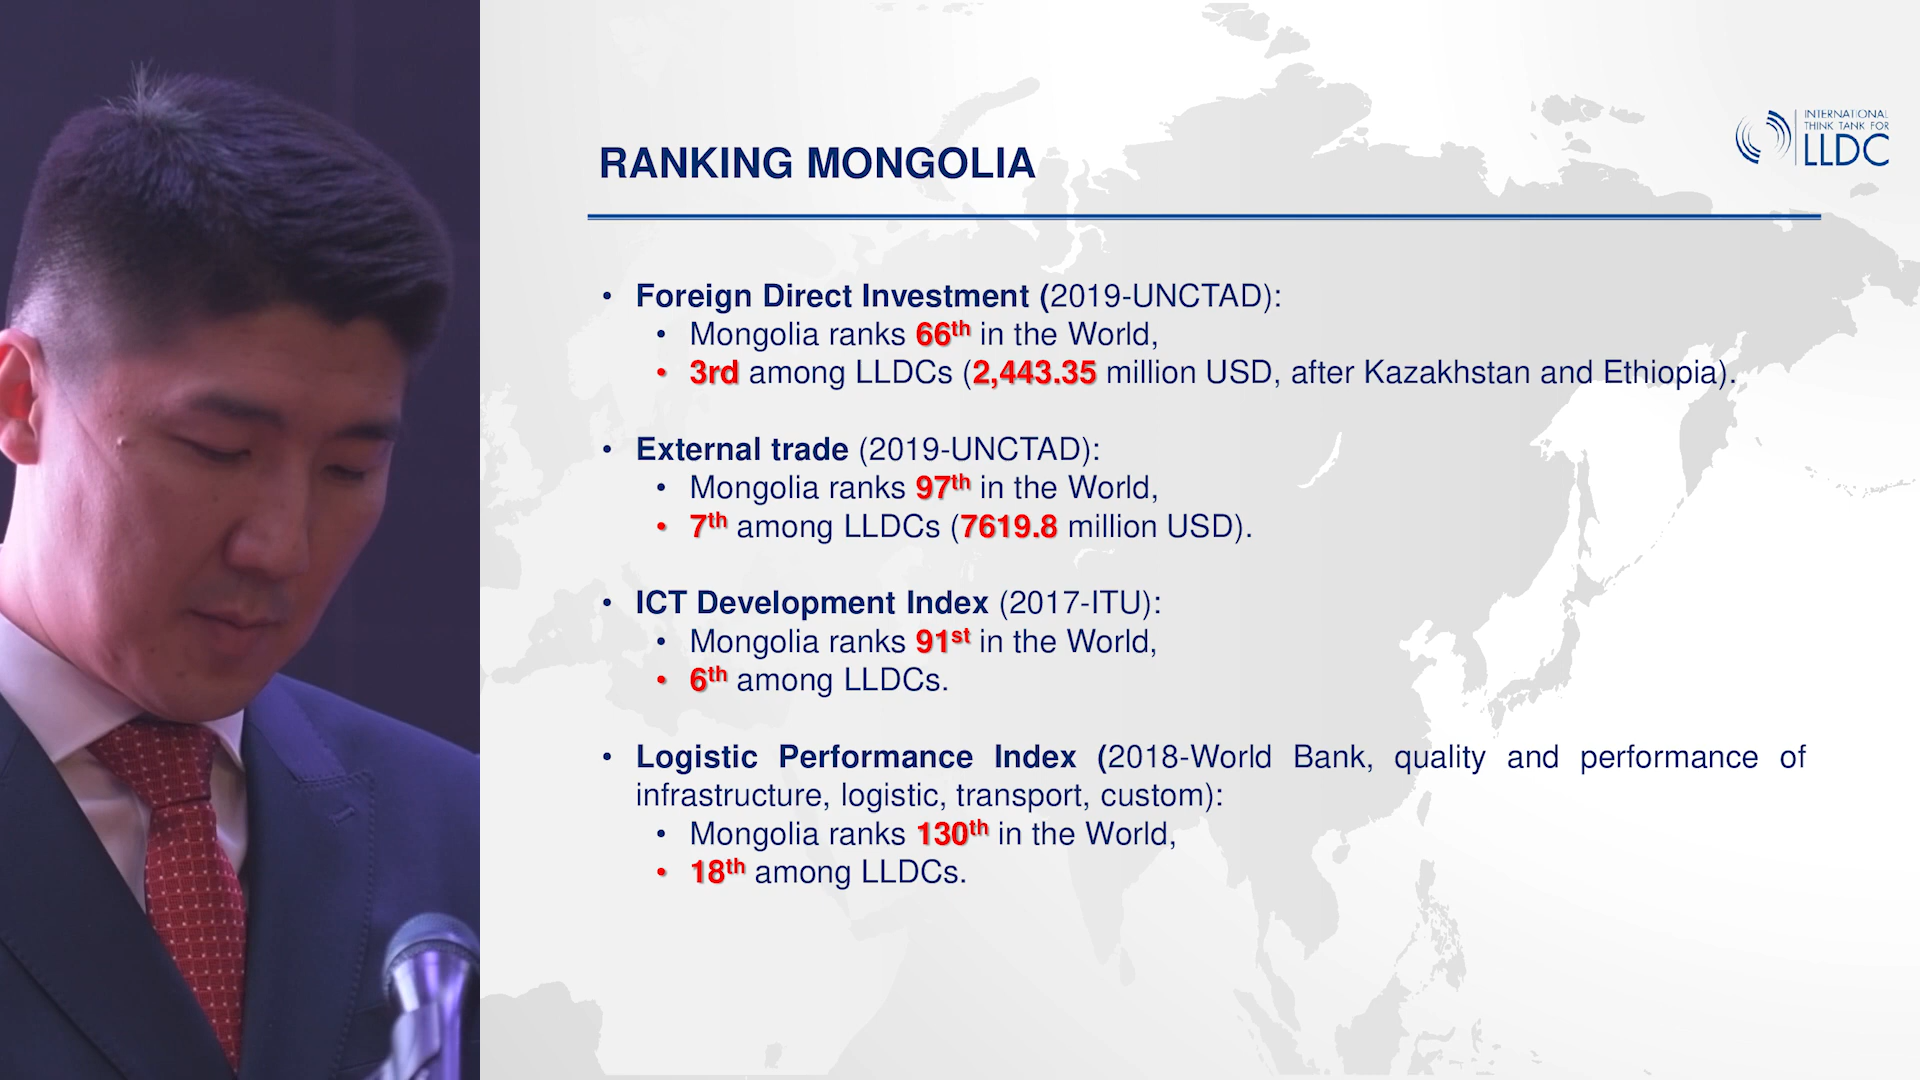 INTERNATIONAL
THINK TANK FOR
LLDC
RANKING MONGOLIA
• Foreign Direct Investment (2019-UNCTAD):
• Mongolia ranks 66th in the World,
• 3rd among LLDCs (2,443.35 million USD, after Kazakhstan and Ethiopia).
• External trade (2019-UNCTAD):
• Mongolia ranks 97th in the World,
• 7th among LLDCs (7619.8 million USD).
• ICT Development Index (2017-ITU):
• Mongolia ranks 91st in the World,
• 6th among LLDCs.
• Logistic Performance Index (2018-World Bank, quality and performance of
infrastructure, logistic, transport, custom):
• Mongolia ranks 130th in the World,
• 18th among LLDCs.